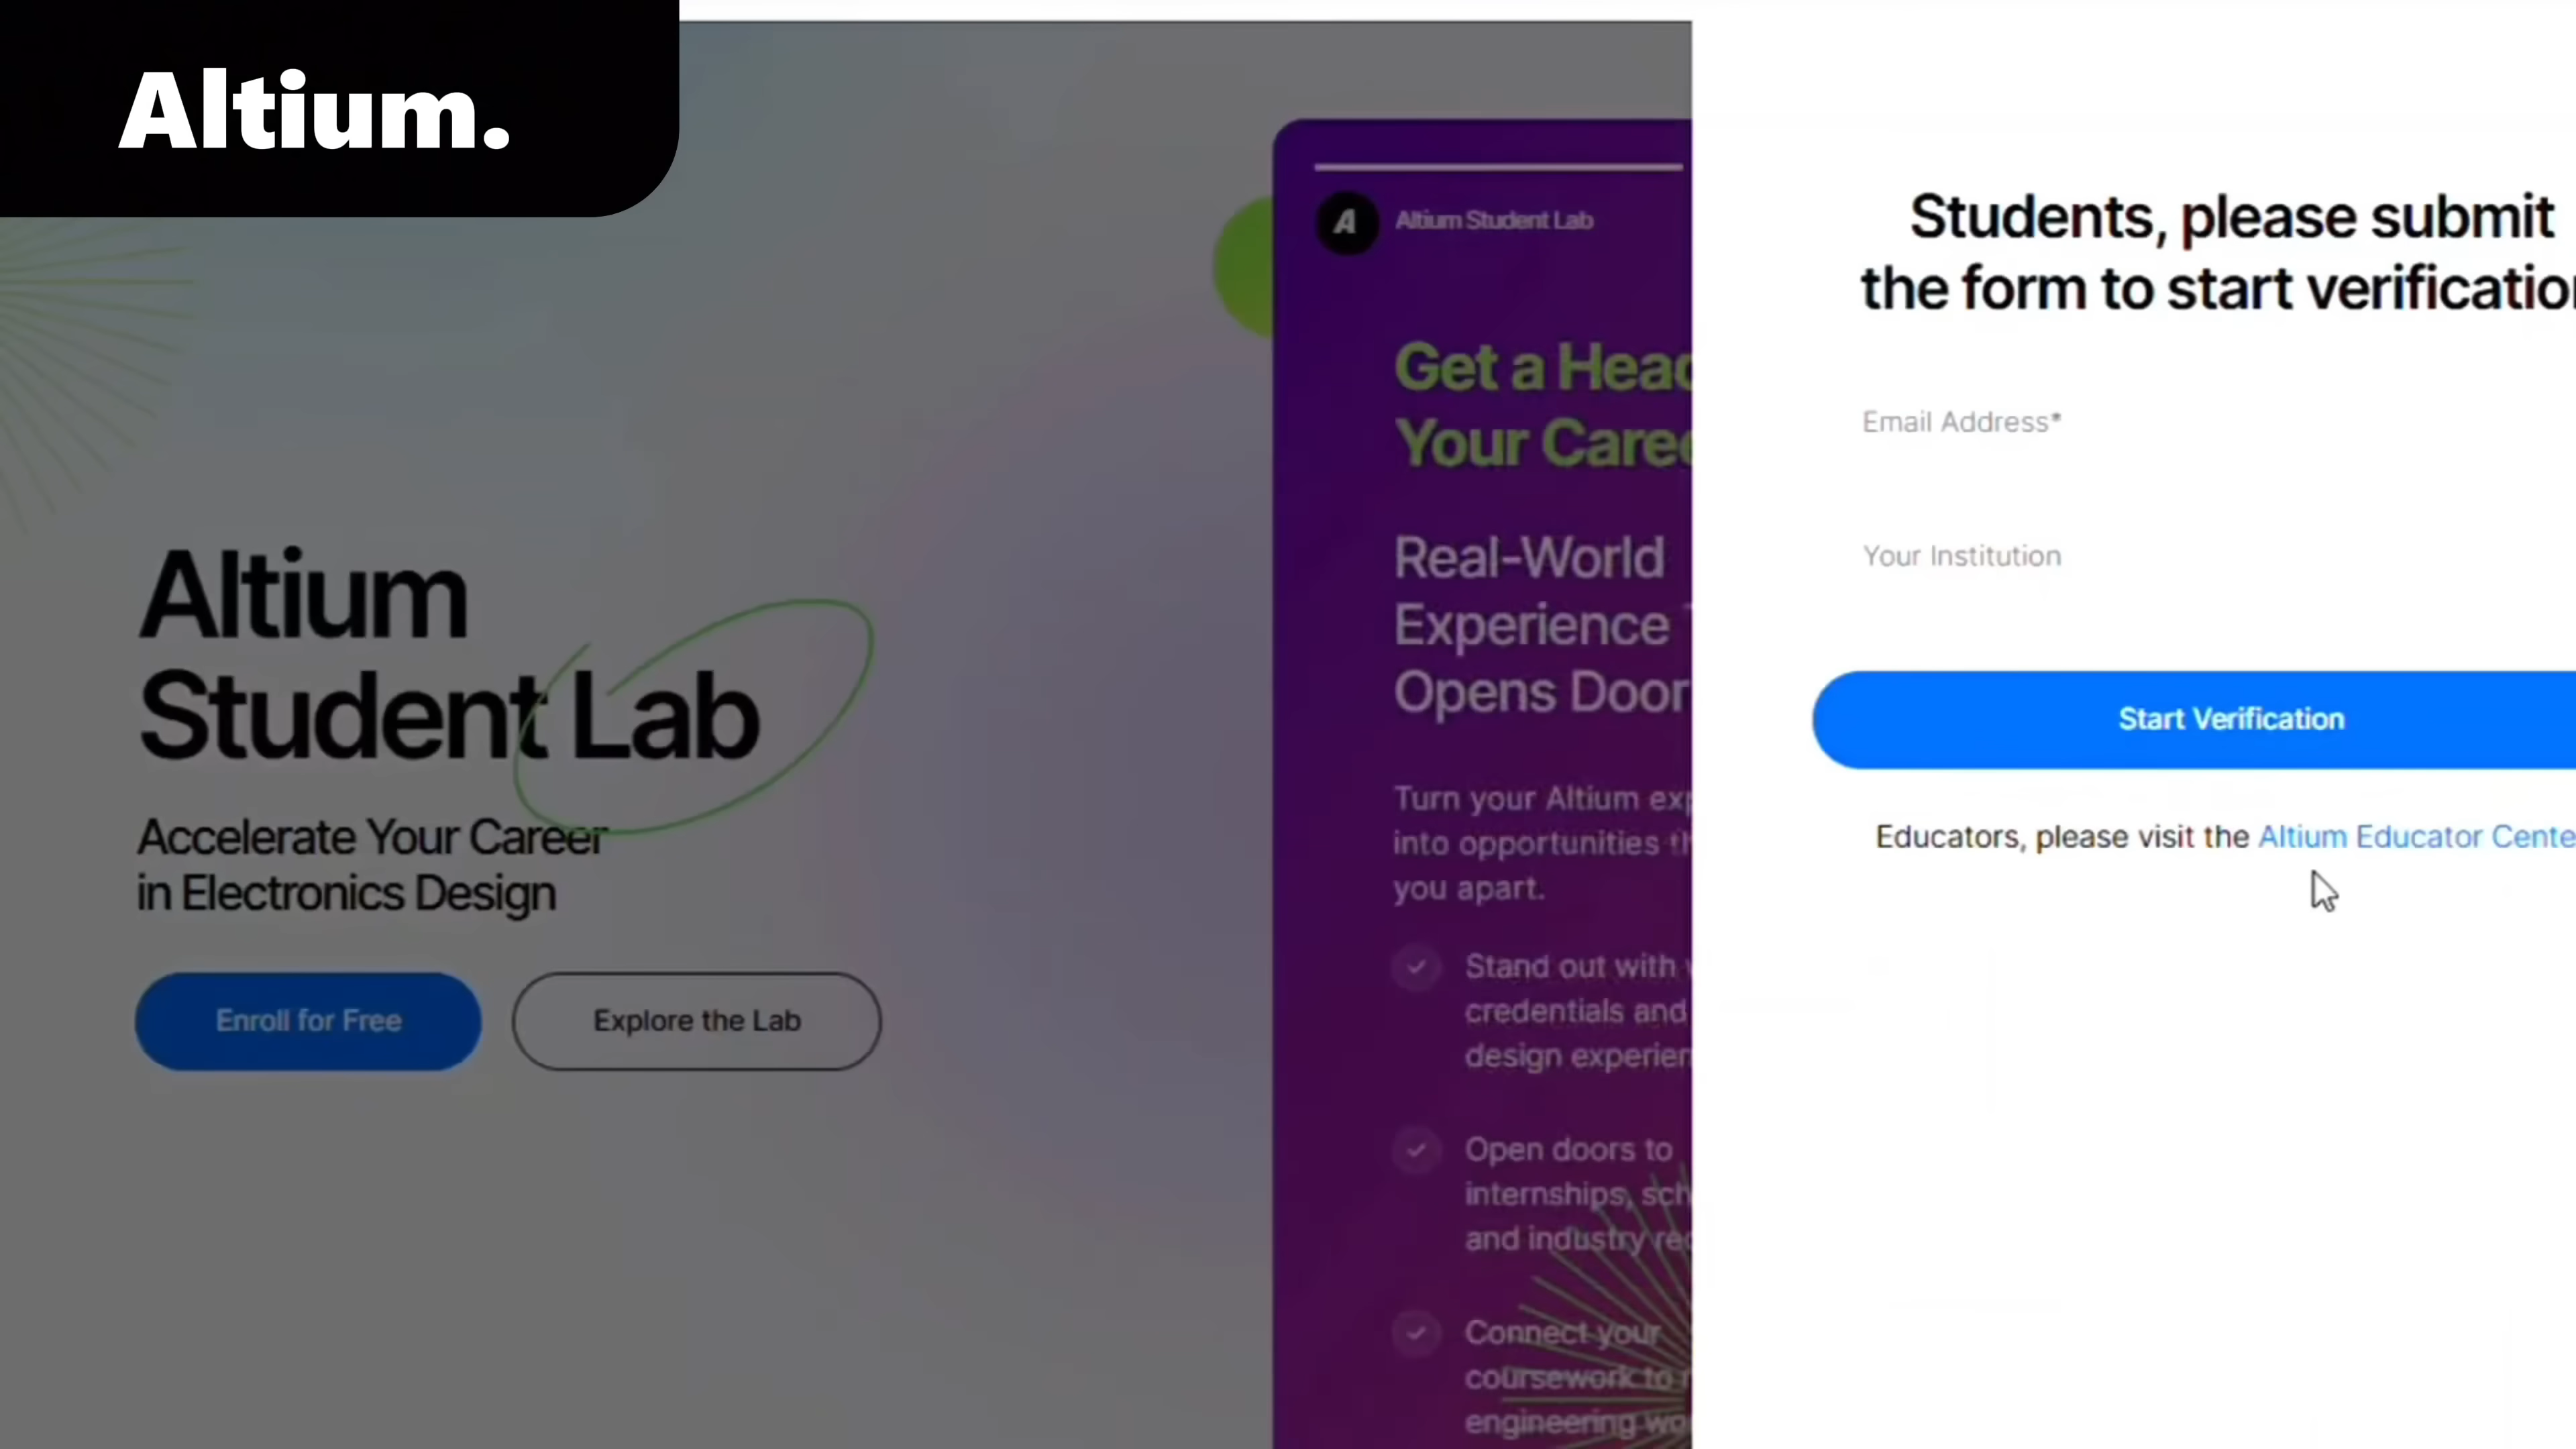 Altium.
Altium
Student Lab
Accelerate Your Career
in Electronics Design
Enroll for Free
Explore the Lab
A
Altium Student Lab
Get a Head
Your Caree
Real-World
Experience
Opens Door
Turn your Altium exp
into opportunities th
you apart.
Stand out with
credentials and
design experien
Open doors to
internships, sch
and industry rec
Connect your
coursework to
engineering wo
Students, please submit
the form to start verification
Email Address*
Your Institution
Start Verification
Educators, please visit the Altium Educator Cente